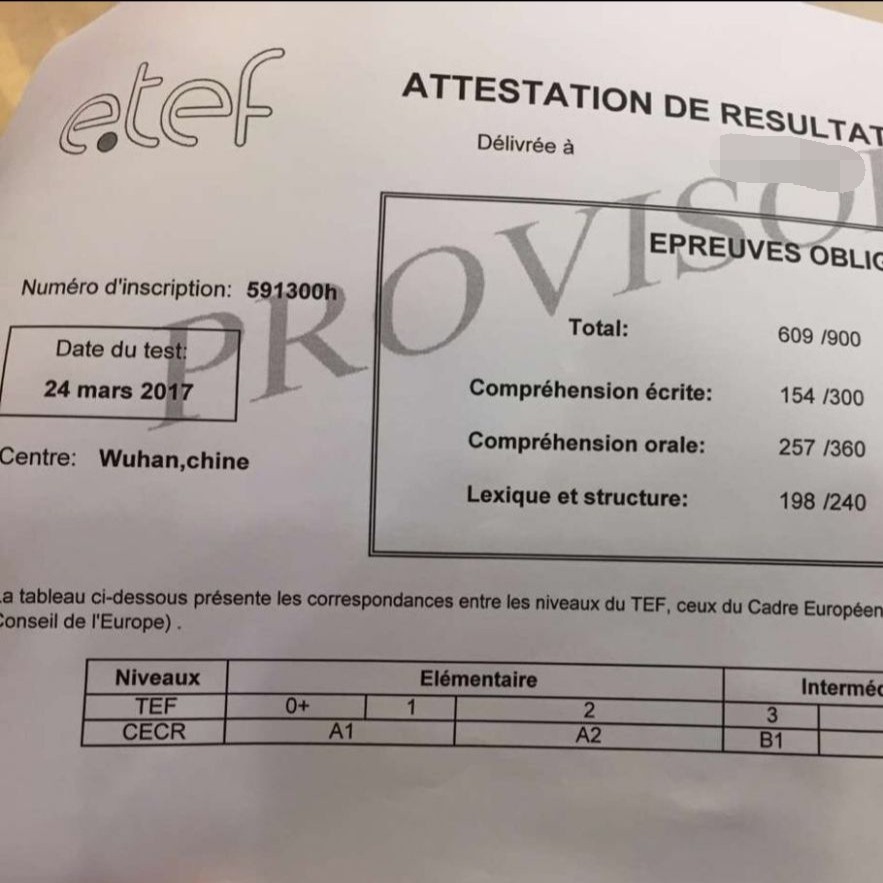 e.tef
ATTESTATION DE RESULTAT
Délivrée à
PROVISO
EPREUVES OBLIG
Numéro d'inscription: 591300h
Total: 609 /900
Date du test:
24 mars 2017
Compréhension écrite: 154 /300
Compréhension orale: 257 /360
Centre: Wuhan,chine
Lexique et structure: 198 /240
La tableau ci-dessous présente les correspondances entre les niveaux du TEF, ceux du Cadre Européen
Conseil de l'Europe) .
Niveaux Elémentaire Interméd
TEF 0+ 1 2 3
CECR A1 A2 B1